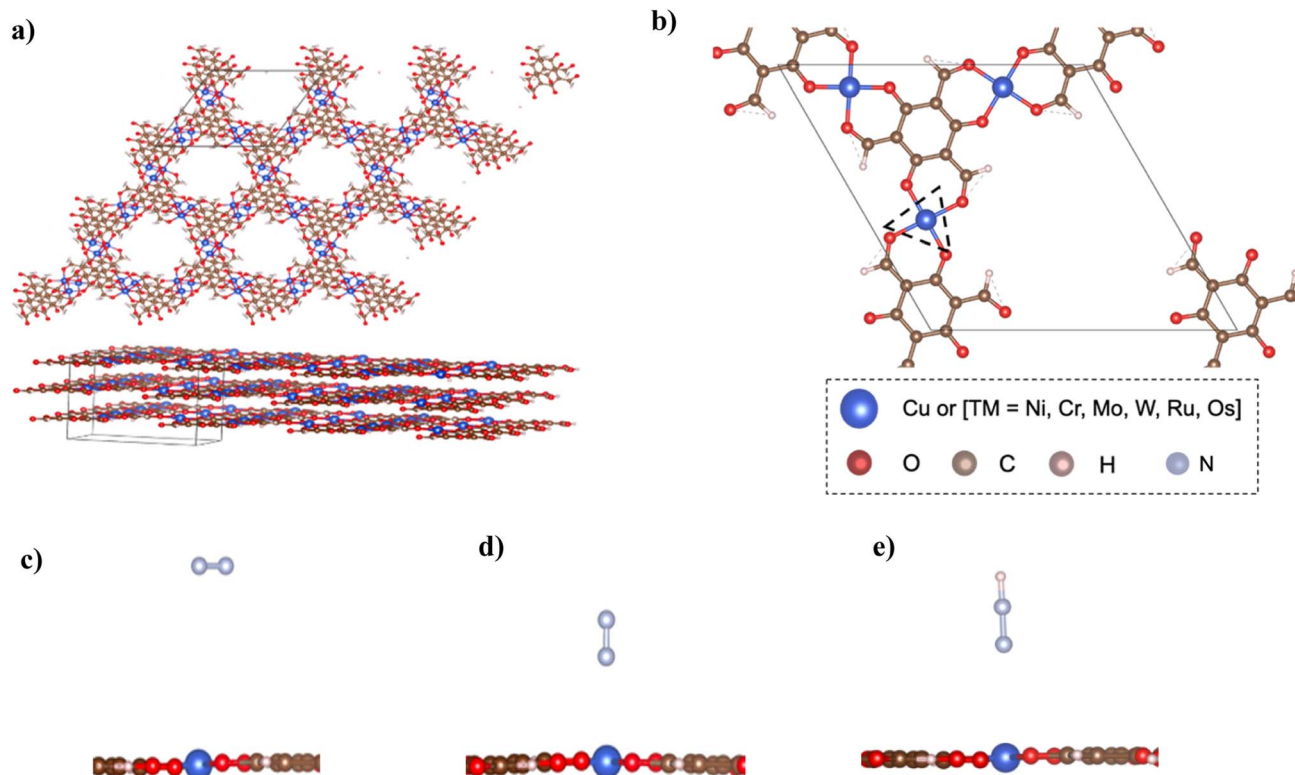 a)
b)
Cu or [TM = Ni, Cr, Mo, W, Ru, Os]
O C H N
c)
d)
e)